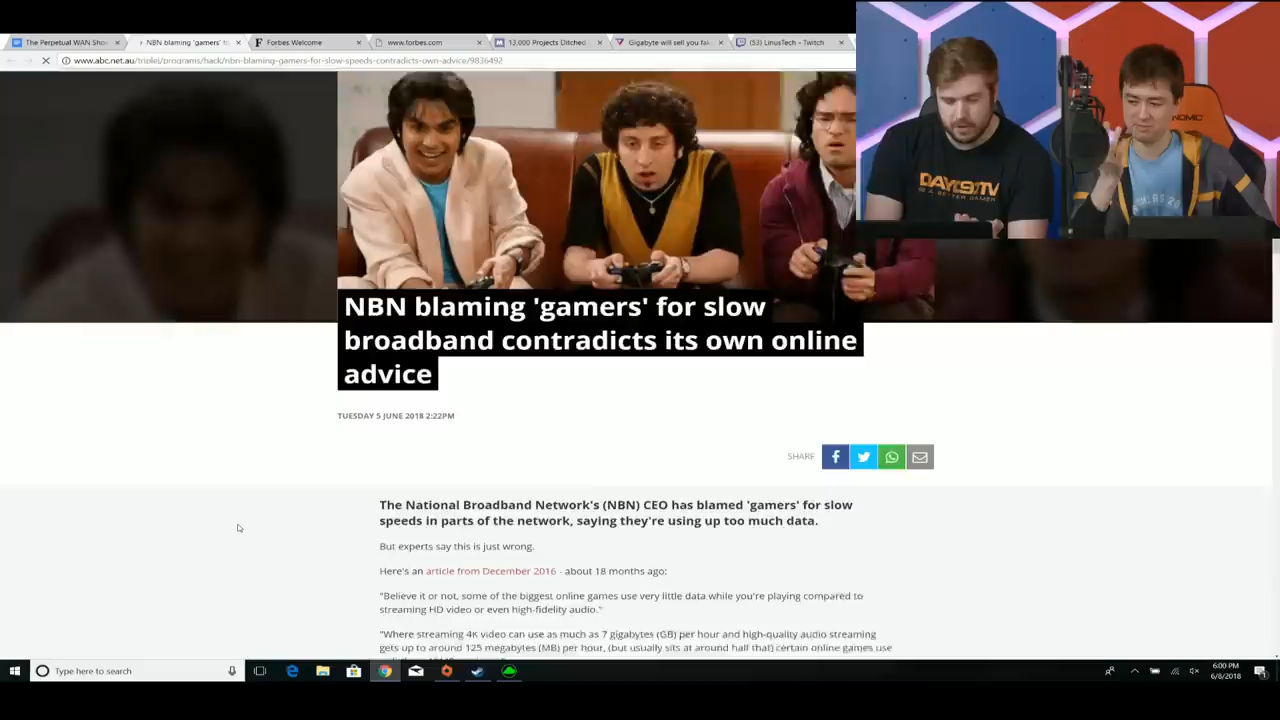 The Perpetual WAN Sho
NBN blaming 'gamers' fo
Forbes Welcome
www.forbes.com
13,000 Projects Ditched
Gigabyte will sell you fak
(53) LinusTech - Twitch
www.abc.net.au/triplej/programs/hack/nbn-blaming-gamers-for-slow-speeds-contradicts-own-advice/9836492
DAY[9]TV
BE A BETTER GAMER
NOMIC
NBN blaming 'gamers' for slow
broadband contradicts its own online
advice
TUESDAY 5 JUNE 2018 2:22PM
SHARE
The National Broadband Network's (NBN) CEO has blamed 'gamers' for slow
speeds in parts of the network, saying they're using up too much data.
But experts say this is just wrong.
Here's an article from December 2016 - about 18 months ago:
"Believe it or not, some of the biggest online games use very little data while you're playing compared to
streaming HD video or even high-fidelity audio."
"Where streaming 4K video can use as much as 7 gigabytes (GB) per hour and high-quality audio streaming
gets up to around 125 megabytes (MB) per hour, (but usually sits at around half that) certain online games use
Type here to search
6:00 PM
6/8/2018